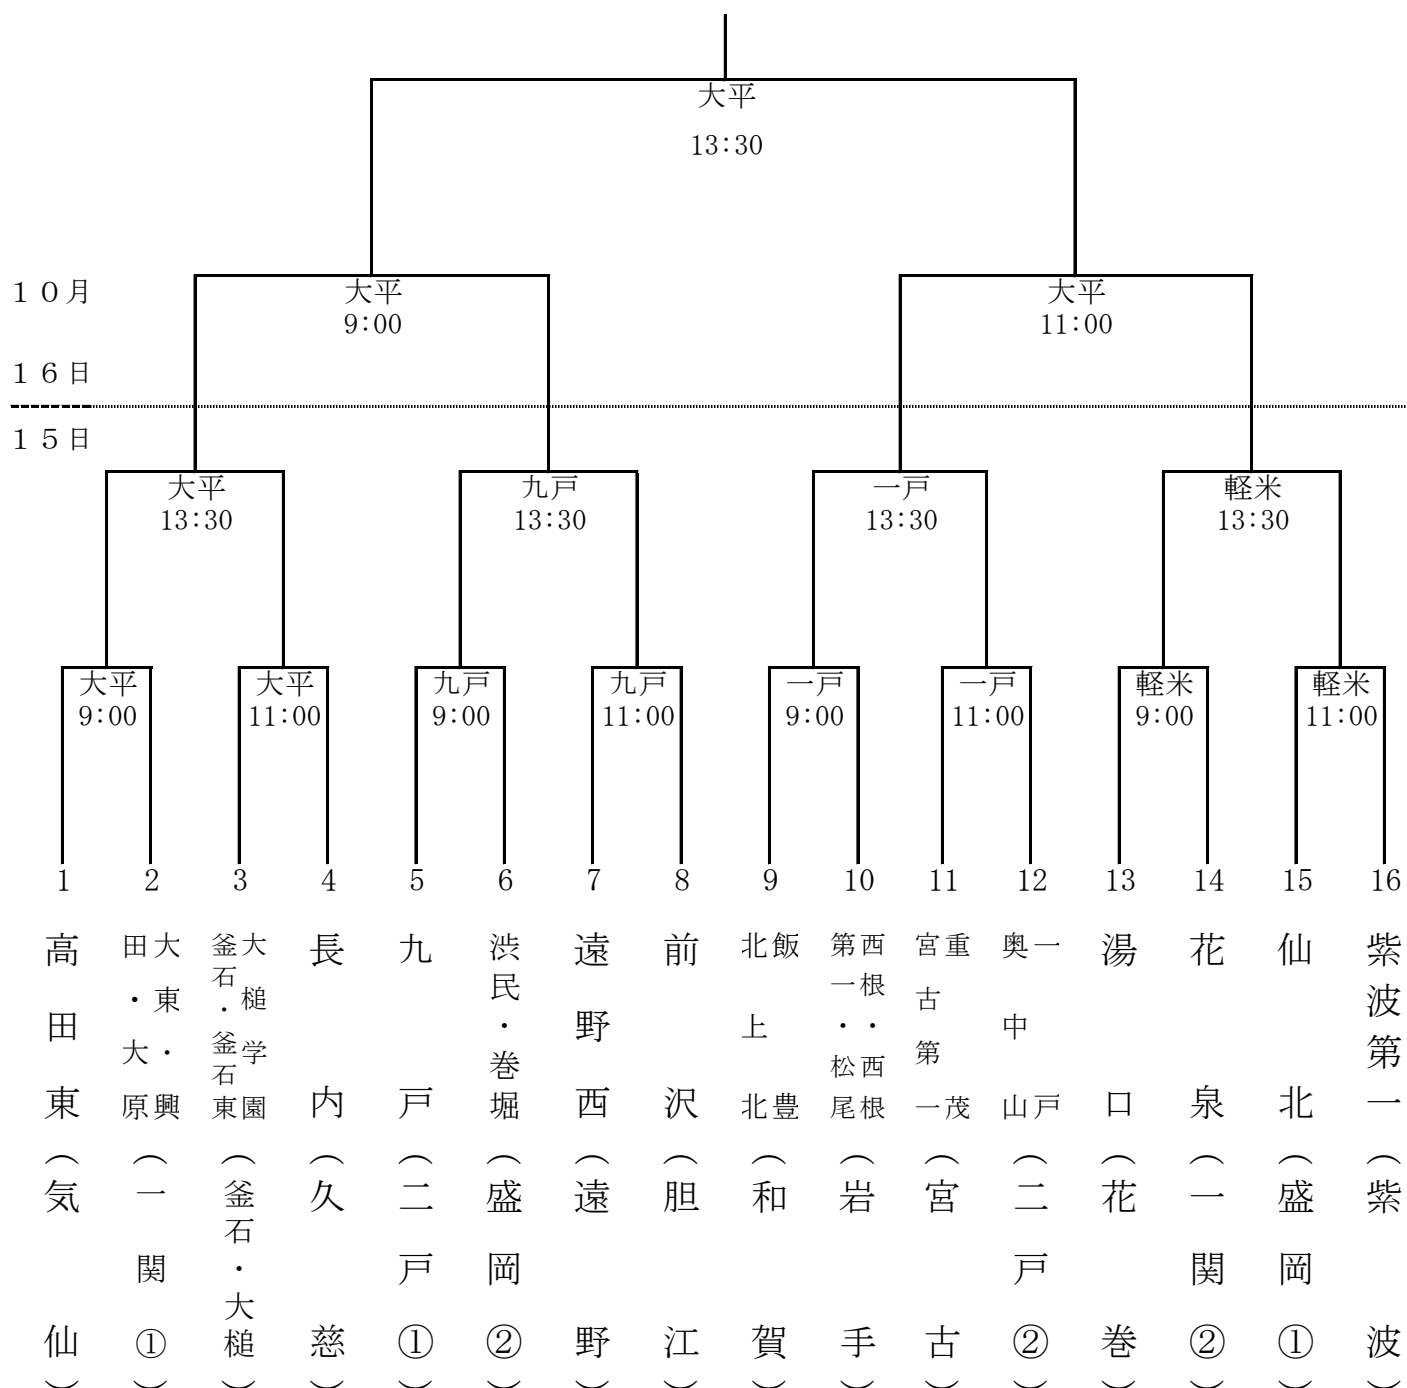 大平
13:30
10月
大平
9:00
大平
11:00
16日
15日
大平
13:30
九戸
13:30
一戸
13:30
軽米
13:30
大平
9:00
大平
11:00
九戸
9:00
九戸
11:00
一戸
9:00
一戸
11:00
軽米
9:00
軽米
11:00
1
2
3
4
5
6
7
8
9
10
11
12
13
14
15
16
高田東(気仙)
大東・興
田・大原
(一関①)
大槌学園
釜石・釜石東
(釜石・大槌)
長内(久慈)
九戸(二戸①)
渋民・巻堀(盛岡②)
遠野西(遠野)
前沢(胆江)
飯豊
北上北
(和賀)
西根・西根
第一・松尾
(岩手)
重茂
宮古第一
(宮古)
一戸
奥中山
(二戸②)
湯口(花巻)
花泉(一関②)
仙北(盛岡①)
紫波第一(紫波)